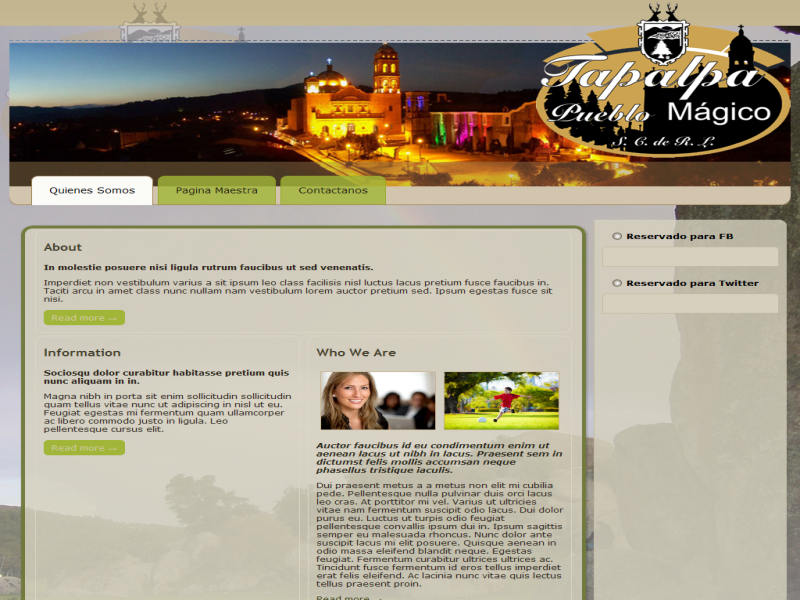 Tapalpa
Pueblo Mágico
S. C. de R. L.
Quienes Somos
Pagina Maestra
Contactanos
About
In molestie posuere nisi ligula rutrum faucibus ut sed venenatis.
Imperdiet non vestibulum varius a sit ipsum leo class facilisis nisl luctus lacus pretium fusce faucibus in.
Taciti arcu in amet class nunc nullam nam vestibulum lorem auctor pretium sed. Ipsum egestas fusce sit
nisi.
Read more →
Information
Sociosqu dolor curabitur habitasse pretium quis
nunc aliquam in in.
Magna nibh in porta sit enim sollicitudin sollicitudin
quam tellus vitae nunc ut adipiscing in nisl ut eu.
Feugiat egestas mi fermentum quam ullamcorper
ac libero commodo justo in ligula. Leo
pellentesque cursus elit.
Read more →
Who We Are
Auctor faucibus id eu condimentum enim ut
aenean lacus ut nibh in lacus. Praesent sem in
dictumst felis mollis accumsan neque
phasellus tristique iaculis.
Dui praesent metus a a metus non elit mi cubilia
pede. Pellentesque nulla pulvinar duis orci lacus
leo cras. At porttitor mi vel. Varius ut ultricies
vitae nam fermentum suscipit odio lacus. Dui dolor
purus eu. Luctus ut turpis odio feugiat
pellentesque convallis ipsum dui in. Ipsum sagittis
semper eu malesuada rhoncus. Nunc dolor ante
suscipit lacus mi elit posuere. Quisque aenean in
odio massa eleifend blandit neque. Egestas
feugiat. Fermentum curabitur ultrices ultrices ac.
Tincidunt fusce fermentum id eros tellus imperdiet
erat felis eleifend. Ac lacinia nunc vitae quis lectus
tellus praesent proin.
Read more →
Reservado para FB
Reservado para Twitter